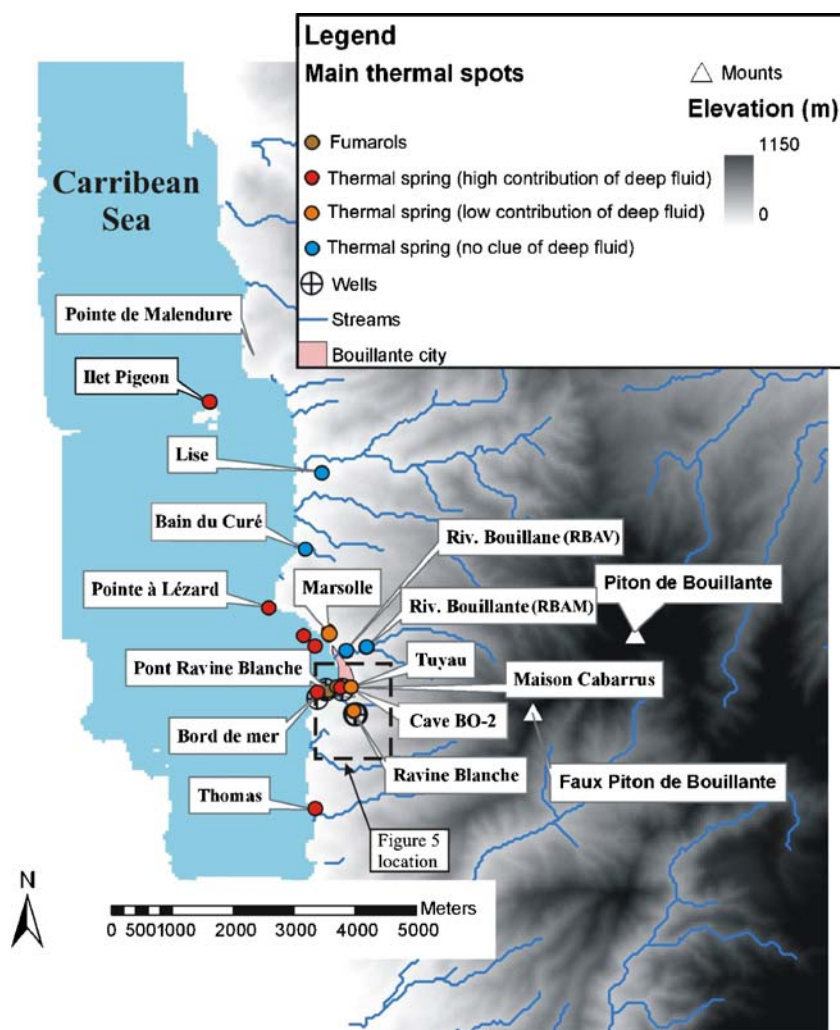 Legend
Main thermal spots
Mounts
Elevation (m)
1150
0
Fumarols
Thermal spring (high contribution of deep fluid)
Thermal spring (low contribution of deep fluid)
Thermal spring (no clue of deep fluid)
Wells
Streams
Bouillante city
Carribean
Sea
Pointe de Malendure
Ilet Pigeon
Lise
Bain du Curé
Riv. Bouillane (RBAV)
Piton de Bouillante
Pointe à Lézard
Marsolle
Riv. Bouillante (RBAM)
Pont Ravine Blanche
Tuyau
Maison Cabarrus
Bord de mer
Cave BO-2
Ravine Blanche
Faux Piton de Bouillante
Thomas
Figure 5
location
N
Meters
0 5001000 2000 3000 4000 5000